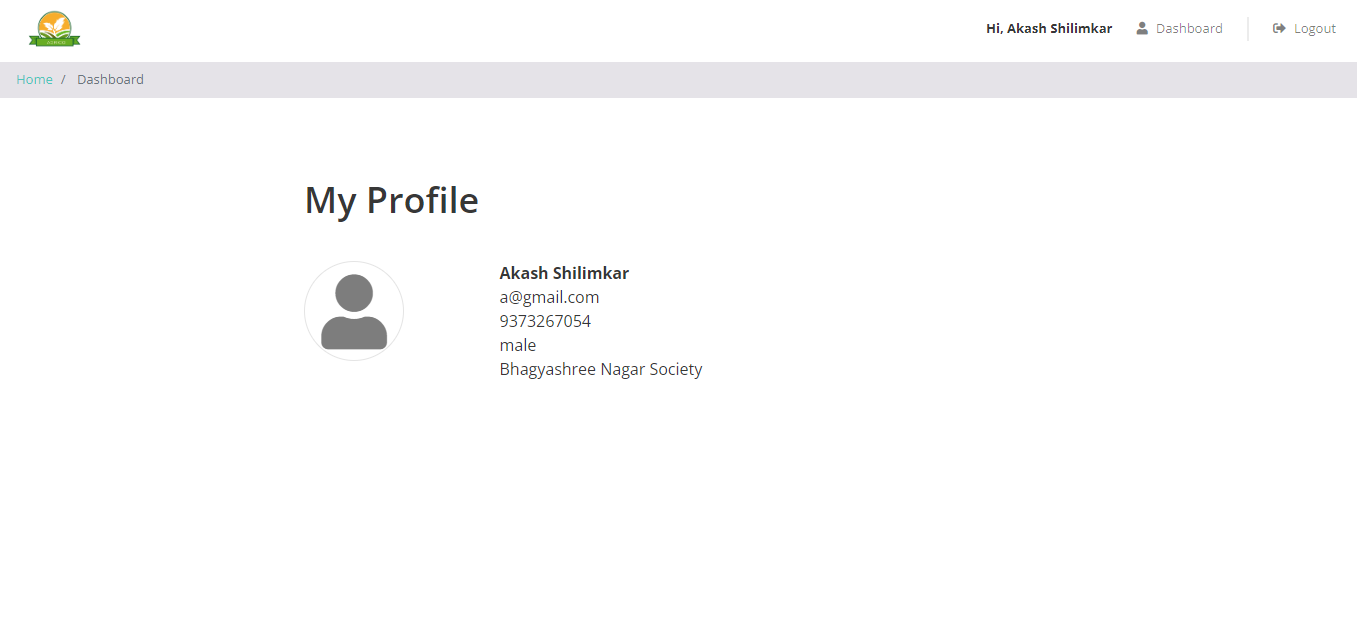 Hi, Akash Shilimkar Dashboard Logout
Home / Dashboard
My Profile
Akash Shilimkar
a@gmail.com
9373267054
male
Bhagyashree Nagar Society